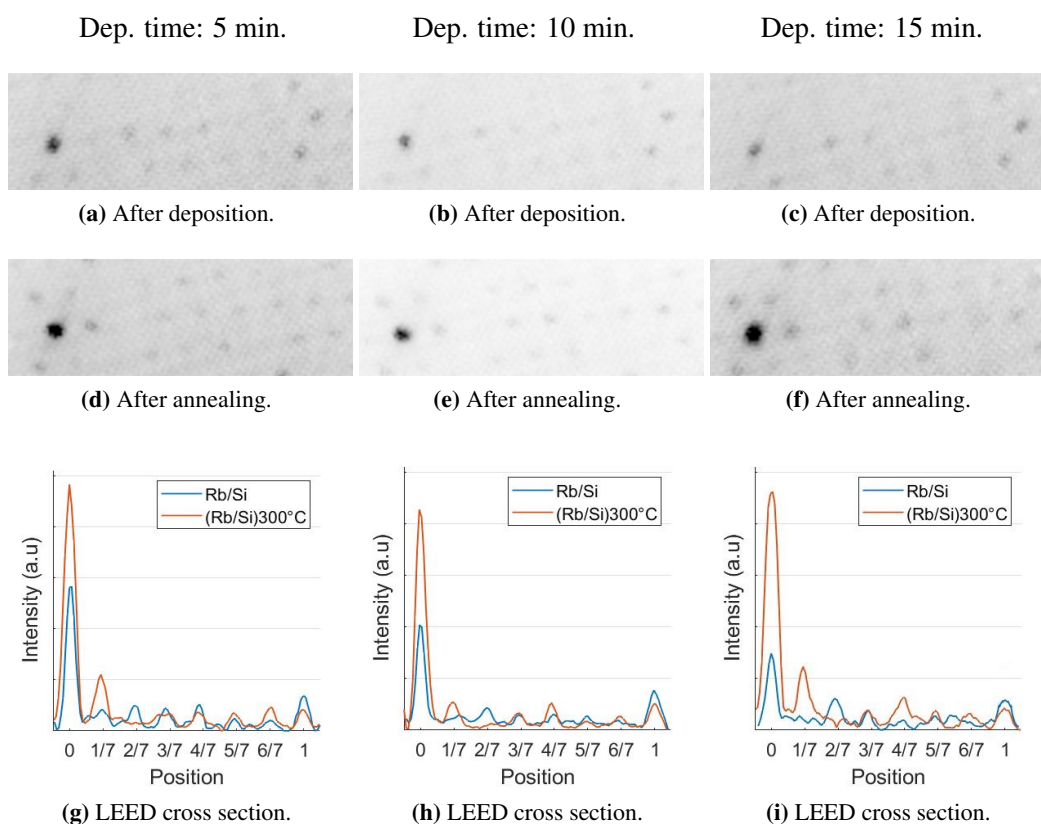 Dep. time: 5 min. Dep. time: 10 min. Dep. time: 15 min.
(a) After deposition. (b) After deposition. (c) After deposition.
(d) After annealing. (e) After annealing. (f) After annealing.
Rb/Si
(Rb/Si)300°C
Intensity (a.u)
0 1/7 2/7 3/7 4/7 5/7 6/7 1
Position
Rb/Si
(Rb/Si)300°C
Intensity (a.u)
0 1/7 2/7 3/7 4/7 5/7 6/7 1
Position
Rb/Si
(Rb/Si)300°C
Intensity (a.u)
0 1/7 2/7 3/7 4/7 5/7 6/7 1
Position
(g) LEED cross section. (h) LEED cross section. (i) LEED cross section.